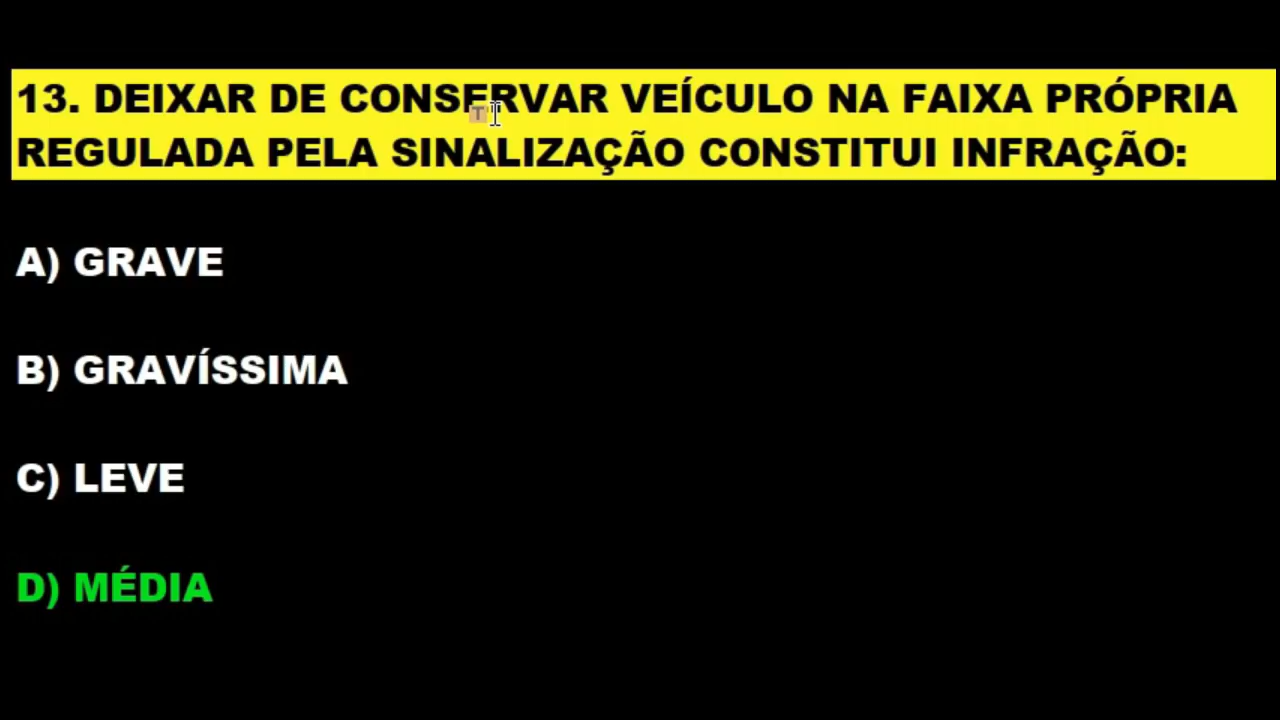 13. DEIXAR DE CONSERVAR VEÍCULO NA FAIXA PRÓPRIA
REGULADA PELA SINALIZAÇÃO CONSTITUI INFRAÇÃO:
A) GRAVE
B) GRAVÍSSIMA
C) LEVE
D) MÉDIA